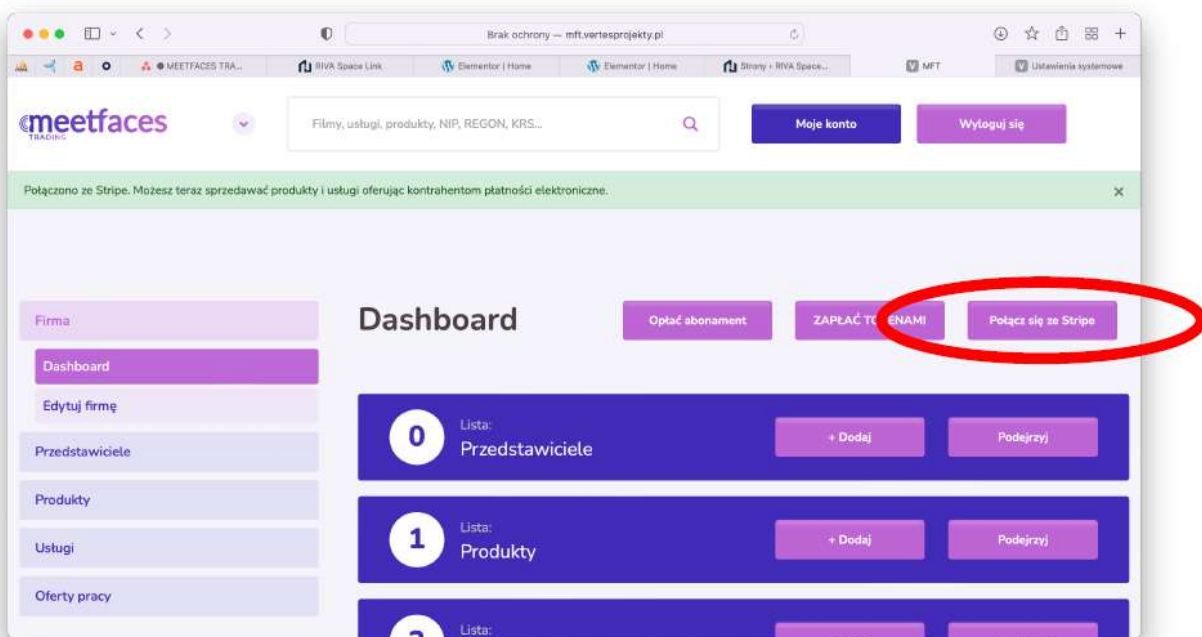 Brak ochrony — mft.vertesprojekty.pl
a MEETFACES TRA... RIVA Space Link Elementor | Home Elementor | Home Strony ‹ RIVA Space... V MFT V Ustawienia systemowe
meetfaces
TRADING
Filmy, usługi, produkty, NIP, REGON, KRS...
Moje konto
Wyloguj się
Połączono ze Stripe. Możesz teraz sprzedawać produkty i usługi oferując kontrahentom płatności elektroniczne.
Firma
Dashboard
Edytuj firmę
Przedstawiciele
Produkty
Usługi
Oferty pracy
Dashboard
Opłać abonament
ZAPŁAĆ TO ENAMI
Połącz się ze Stripe
0
Lista:
Przedstawiciele
+ Dodaj
Podejrzyj
1
Lista:
Produkty
+ Dodaj
Podejrzyj
Lista: